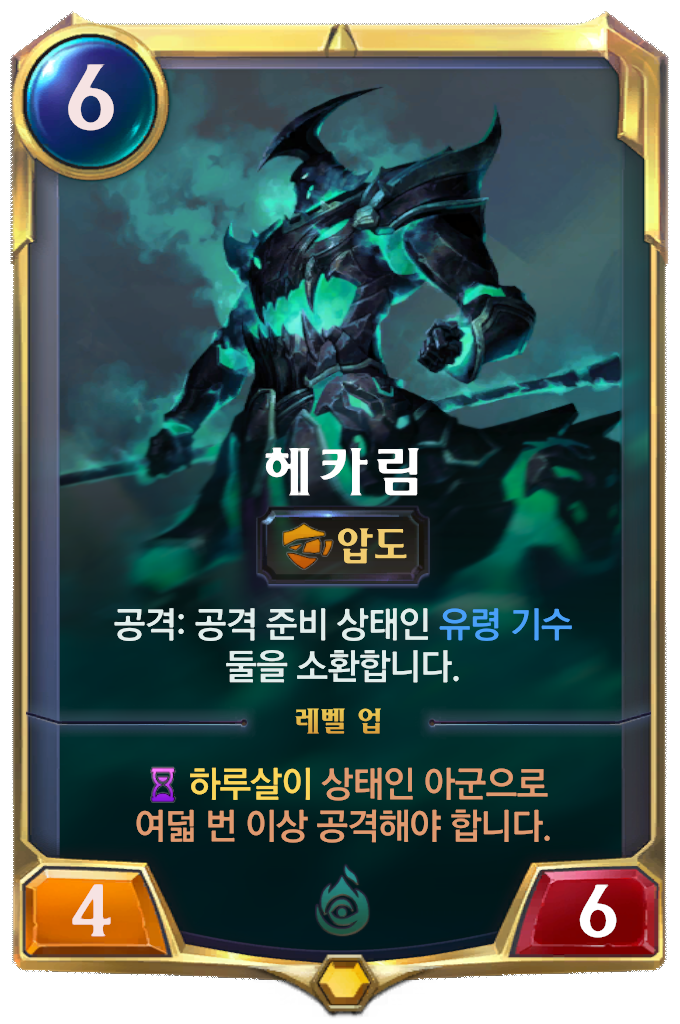 6
헤카림
압도
공격: 공격 준비 상태인 유령 기수
둘을 소환합니다.
레벨 업
하루살이 상태인 아군으로
여덟 번 이상 공격해야 합니다.
4
6